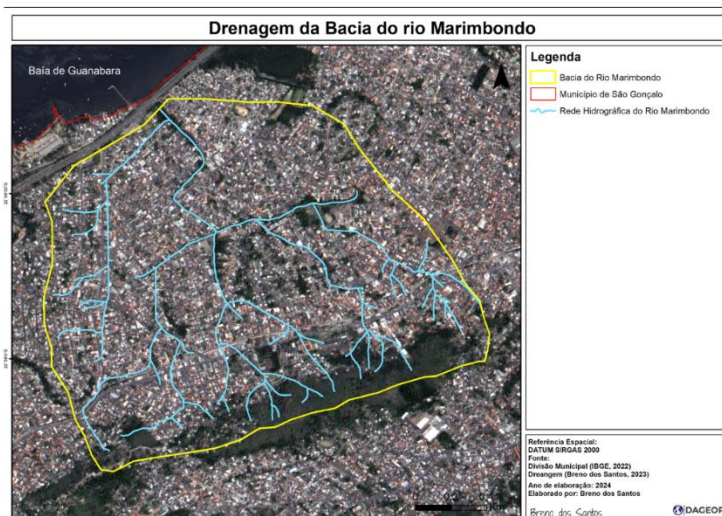 Drenagem da Bacia do rio Marimbondo
Baía de Guanabara
Legenda
Bacia do Rio Marimbondo
Município de São Gonçalo
Rede Hidrográfica do Rio Marimbondo
Referência Espacial:
DATUM SIRGAS 2000
Fonte:
Divisão Municipal (IBGE, 2022)
Dreangem (Breno dos Santos, 2023)
Ano de elaboração: 2024
Elaborado por: Breno dos Santos
Breno dos Santos
DAGEOP